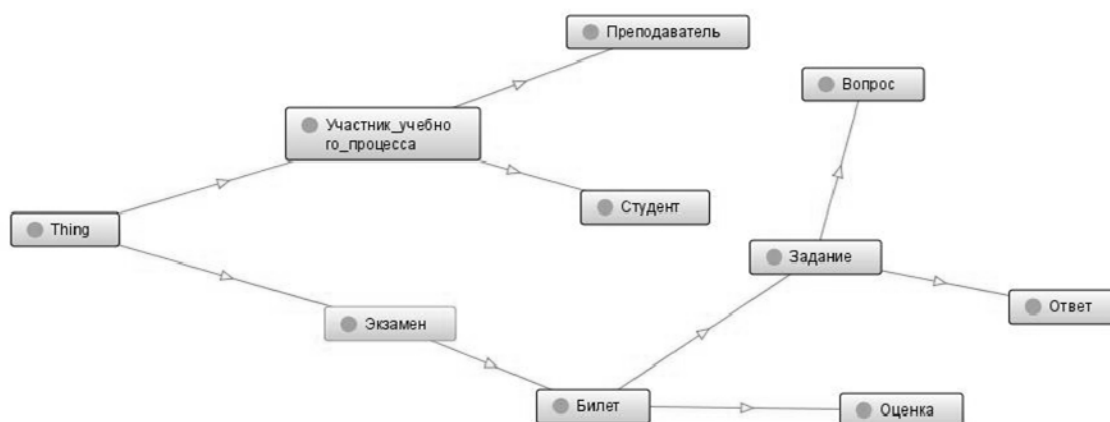 Преподаватель
Вопрос
Участник_учебно
го_процесса
Студент
Thing
Задание
Ответ
Экзамен
Билет
Оценка